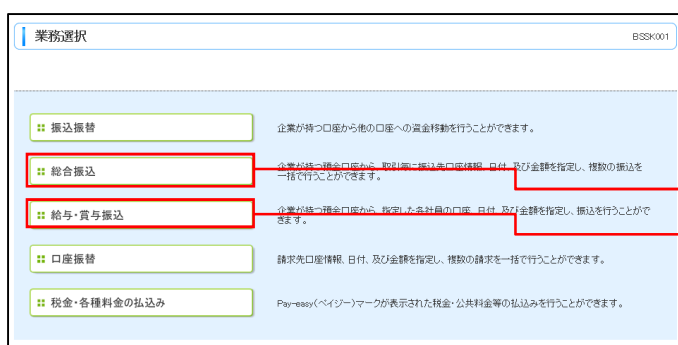 業務選択
BSSK001
振込振替
企業が持つ口座から他の口座への資金移動を行うことができます。
総合振込
企業が持つ預金口座から、取引毎に振込先口座情報、日付、及び金額を指定し、複数の振込を
一括で行うことができます。
給与・賞与振込
企業が持つ預金口座から、指定した各社員の口座、日付、及び金額を指定し、振込を行うことがで
きます。
口座振替
請求先口座情報、日付、及び金額を指定し、複数の請求を一括で行うことができます。
税金・各種料金の払込み
Pay-easy(ペイジー)マークが表示された税金・公共料金等の払込みを行うことができます。